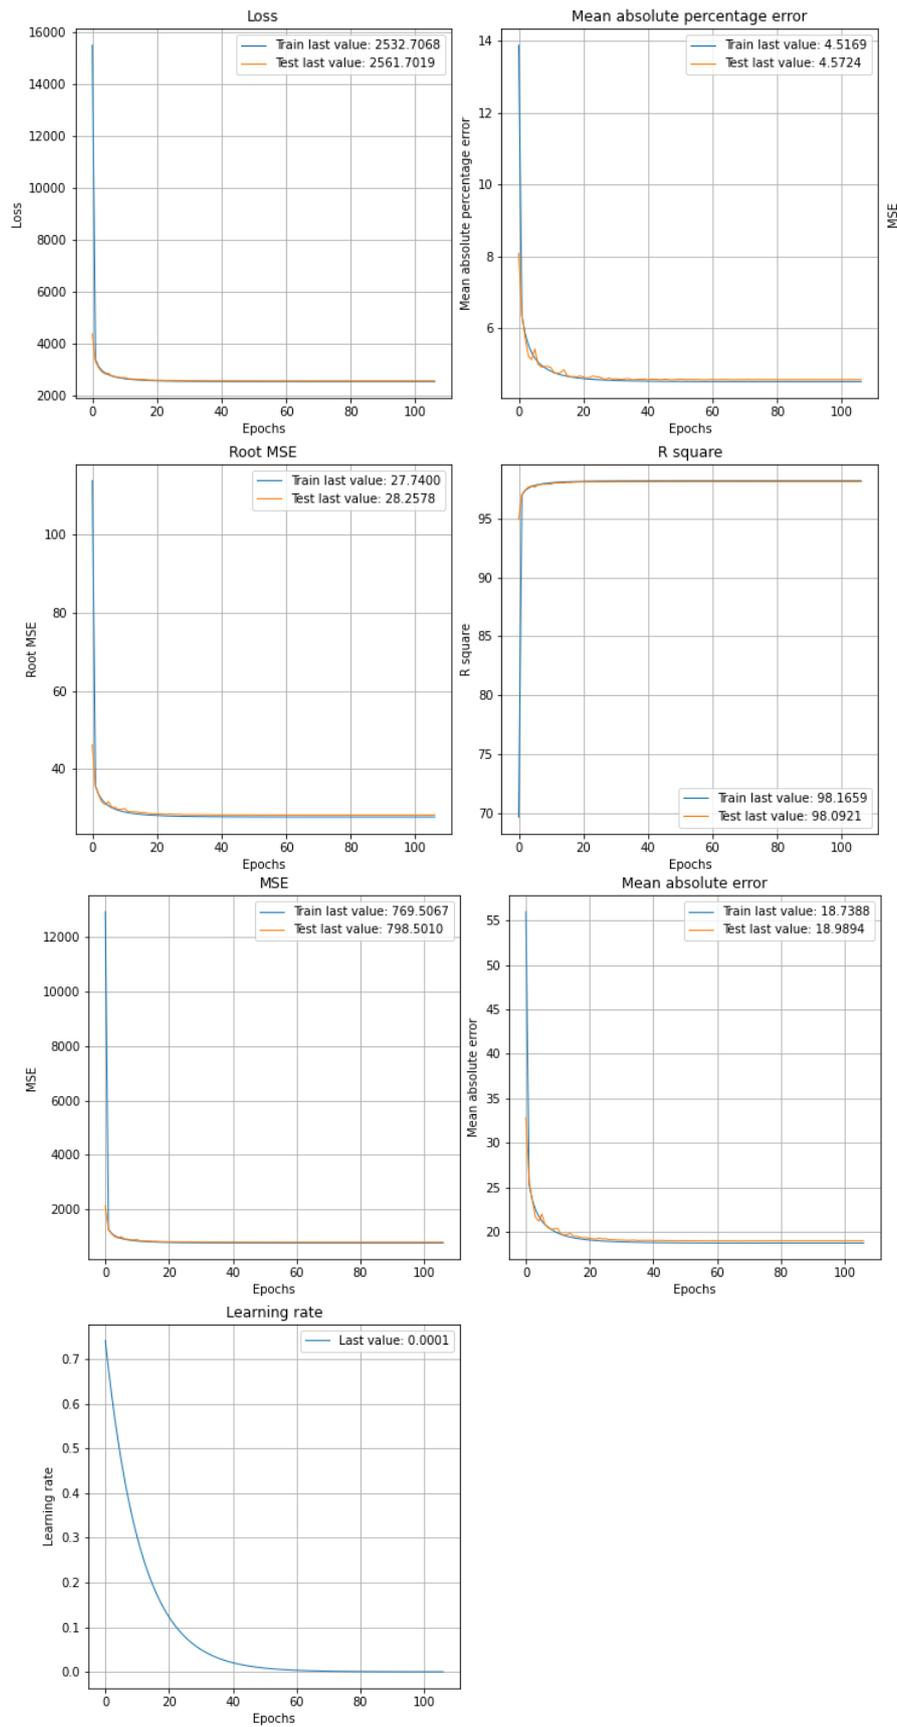 Loss
Train last value: 2532.7068
Test last value: 2561.7019
16000
14000
12000
10000
8000
6000
4000
2000
Loss
0 20 40 60 80 100
Epochs
Mean absolute percentage error
Train last value: 4.5169
Test last value: 4.5724
14
12
10
8
6
Mean absolute percentage error
0 20 40 60 80 100
Epochs
MSE
Root MSE
Train last value: 27.7400
Test last value: 28.2578
100
80
60
40
Root MSE
0 20 40 60 80 100
Epochs
R square
95
90
85
80
75
70
R square
Train last value: 98.1659
Test last value: 98.0921
0 20 40 60 80 100
Epochs
MSE
Train last value: 769.5067
Test last value: 798.5010
12000
10000
8000
6000
4000
2000
MSE
0 20 40 60 80 100
Epochs
Mean absolute error
Train last value: 18.7388
Test last value: 18.9894
55
50
45
40
35
30
25
20
Mean absolute error
0 20 40 60 80 100
Epochs
Learning rate
Last value: 0.0001
0.7
0.6
0.5
0.4
0.3
0.2
0.1
0.0
Learning rate
0 20 40 60 80 100
Epochs